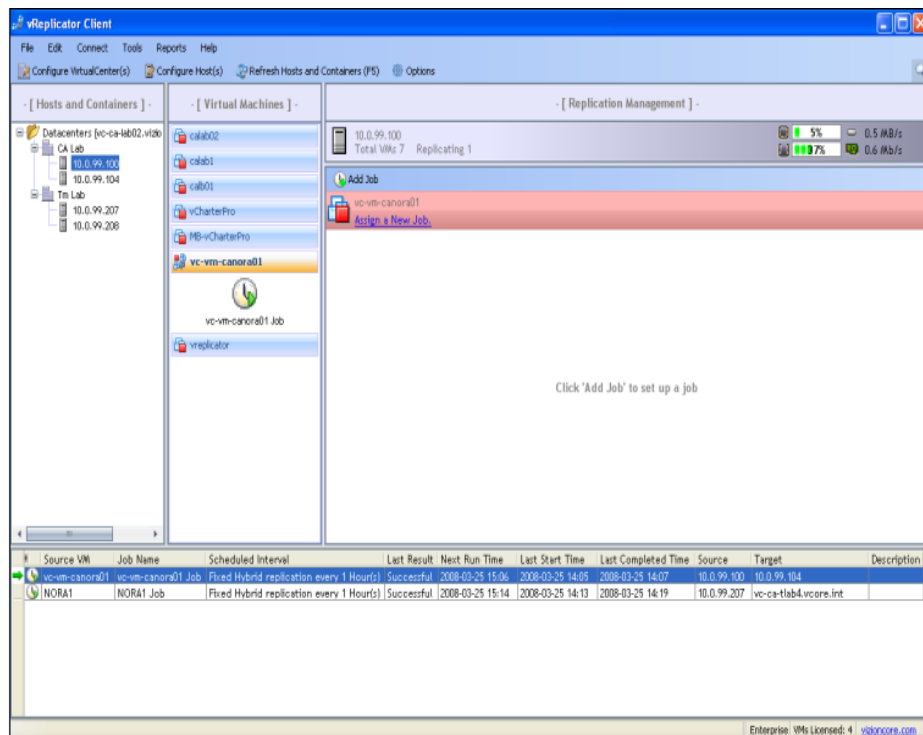 vReplicator Client
File Edit Connect Tools Reports Help
Configure VirtualCenter(s) Configure Host(s) Refresh Hosts and Containers (F5) Options
- [ Hosts and Containers ] -
Datacenters [vc-ca-lab02.vizio
CA Lab
10.0.99.100
10.0.99.104
Tm Lab
10.0.99.207
10.0.99.208
- [ Virtual Machines ] -
calab02
calab1
calb01
vCharterPro
MB-vCharterPro
vc-vm-canora01
vc-vm-canora01 Job
vreplicator
- [ Replication Management ] -
10.0.99.100
Total VMs 7 Replicating 1
5% 0.5 MB/s
37% 0.6 Mb/s
Add Job
vc-vm-canora01
Assign a New Job.
Click 'Add Job' to set up a job
Source VM Job Name Scheduled Interval Last Result Next Run Time Last Start Time Last Completed Time Source Target Description
vc-vm-canora01 vc-vm-canora01 Job Fixed Hybrid replication every 1 Hour(s) Successful 2008-03-25 15:06 2008-03-25 14:05 2008-03-25 14:07 10.0.99.100 10.0.99.104
NORA1 NORA1 Job Fixed Hybrid replication every 1 Hour(s) Successful 2008-03-25 15:14 2008-03-25 14:13 2008-03-25 14:19 10.0.99.207 vc-ca-tlab4.vcore.int
Enterprise VMs Licensed: 4 vizioncore.com